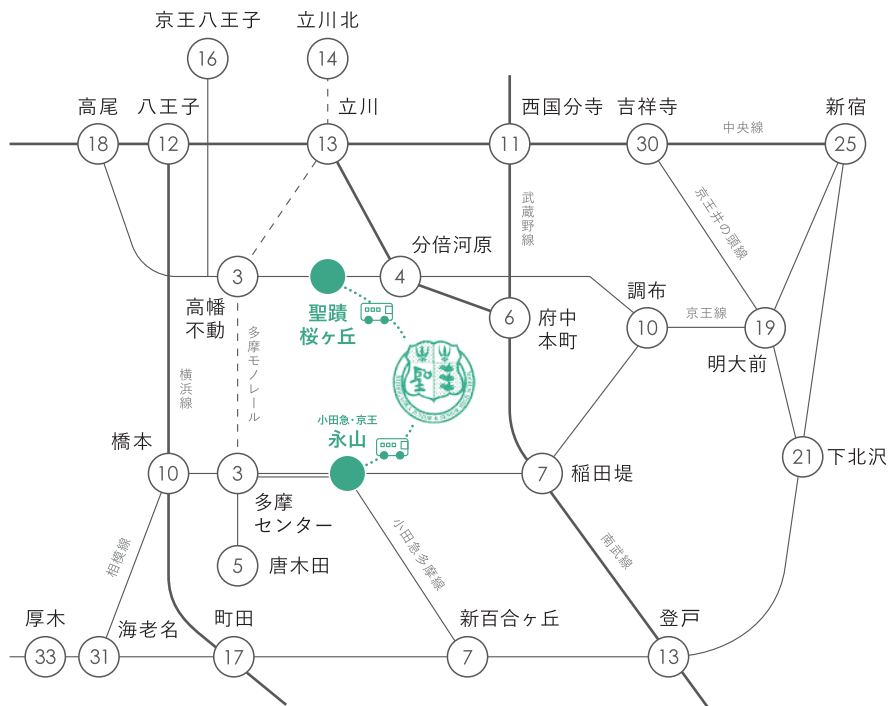 京王八王子
立川北
16
14
高尾
八王子
立川
西国分寺
吉祥寺
新宿
中央線
18
12
13
11
30
25
武蔵野線
京王井の頭線
分倍河原
3
4
高幡
不動
聖蹟
桜ヶ丘
6
府中
本町
調布
10
京王線
19
明大前
多摩モノレール
横浜線
聖
小田急・京王
永山
橋本
10
3
7
稲田堤
21
下北沢
多摩
センター
5
唐木田
小田急多摩線
南武線
相模線
厚木
海老名
町田
新百合ヶ丘
登戸
33
31
17
7
13